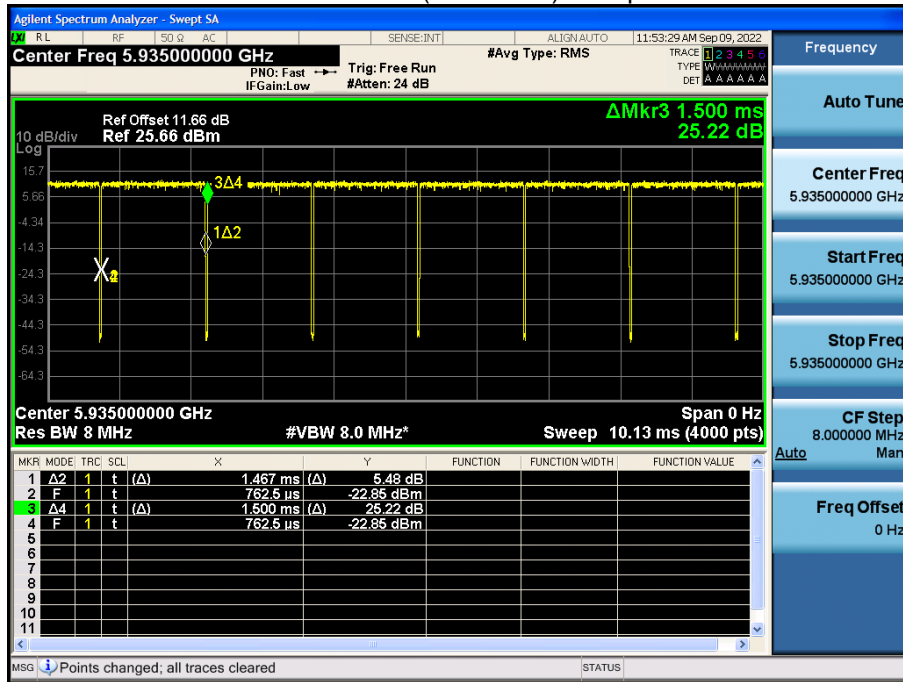 Agilent Spectrum Analyzer - Swept SA
LXI RL RF 50 Ω AC SENSE:INT ALIGN AUTO 11:53:29 AM Sep 09, 2022
Center Freq 5.935000000 GHz
PNO: Fast
IFGain:Low
Trig: Free Run
#Atten: 24 dB
#Avg Type: RMS
TRACE 1 2 3 4 5 6
TYPE WWWWWW
DET A A A A A A
ΔMkr3 1.500 ms
25.22 dB
Ref Offset 11.66 dB
10 dB/div Ref 25.66 dBm
Log
15.7
5.66
-4.34
-14.3
-24.3
-34.3
-44.3
-54.3
-64.3
3Δ4
1Δ2
Center 5.935000000 GHz Span 0 Hz
Res BW 8 MHz #VBW 8.0 MHz* Sweep 10.13 ms (4000 pts)
MKR MODE TRC SCL X Y FUNCTION FUNCTION WIDTH FUNCTION VALUE
1 Δ2 1 t (Δ) 1.467 ms (Δ) 5.48 dB
2 F 1 t 762.5 µs -22.85 dBm
3 Δ4 1 t (Δ) 1.500 ms (Δ) 25.22 dB
4 F 1 t 762.5 µs -22.85 dBm
5
6
7
8
9
10
11
MSG Points changed; all traces cleared STATUS
Frequency
Auto Tune
Center Freq
5.935000000 GHz
Start Freq
5.935000000 GHz
Stop Freq
5.935000000 GHz
CF Step
8.000000 MHz
Auto Man
Freq Offset
0 Hz